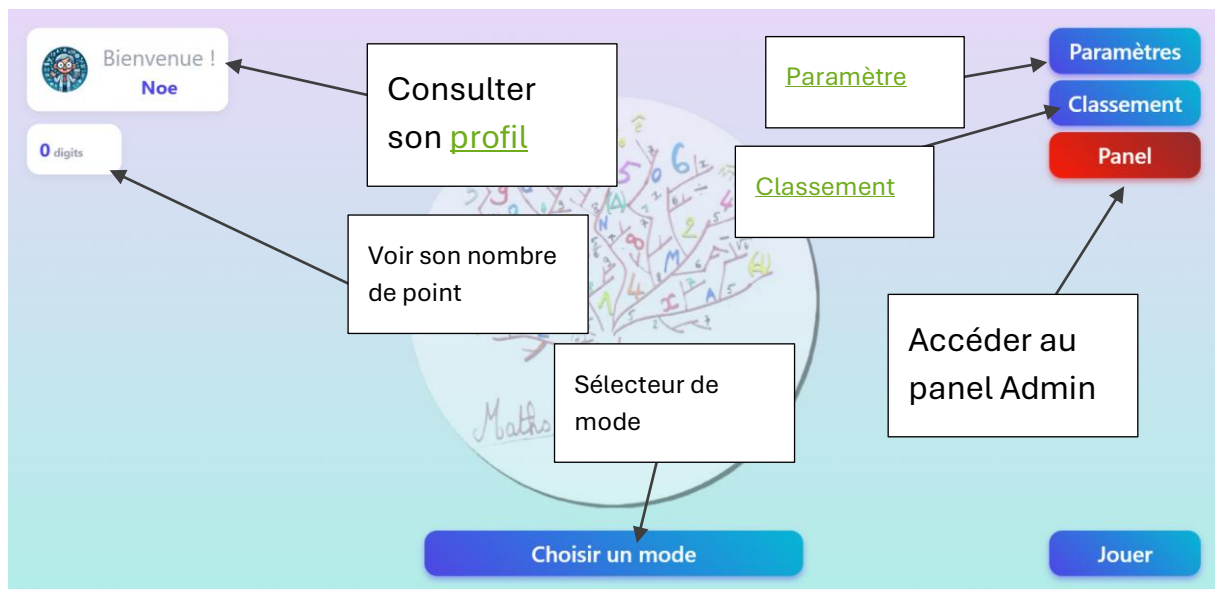 Bienvenue !
Noe
0 digits
Consulter
son profil
Paramètre
Classement
Paramètres
Classement
Panel
Voir son nombre
de point
Accéder au
panel Admin
Sélecteur de
mode
Maths
Choisir un mode
Jouer